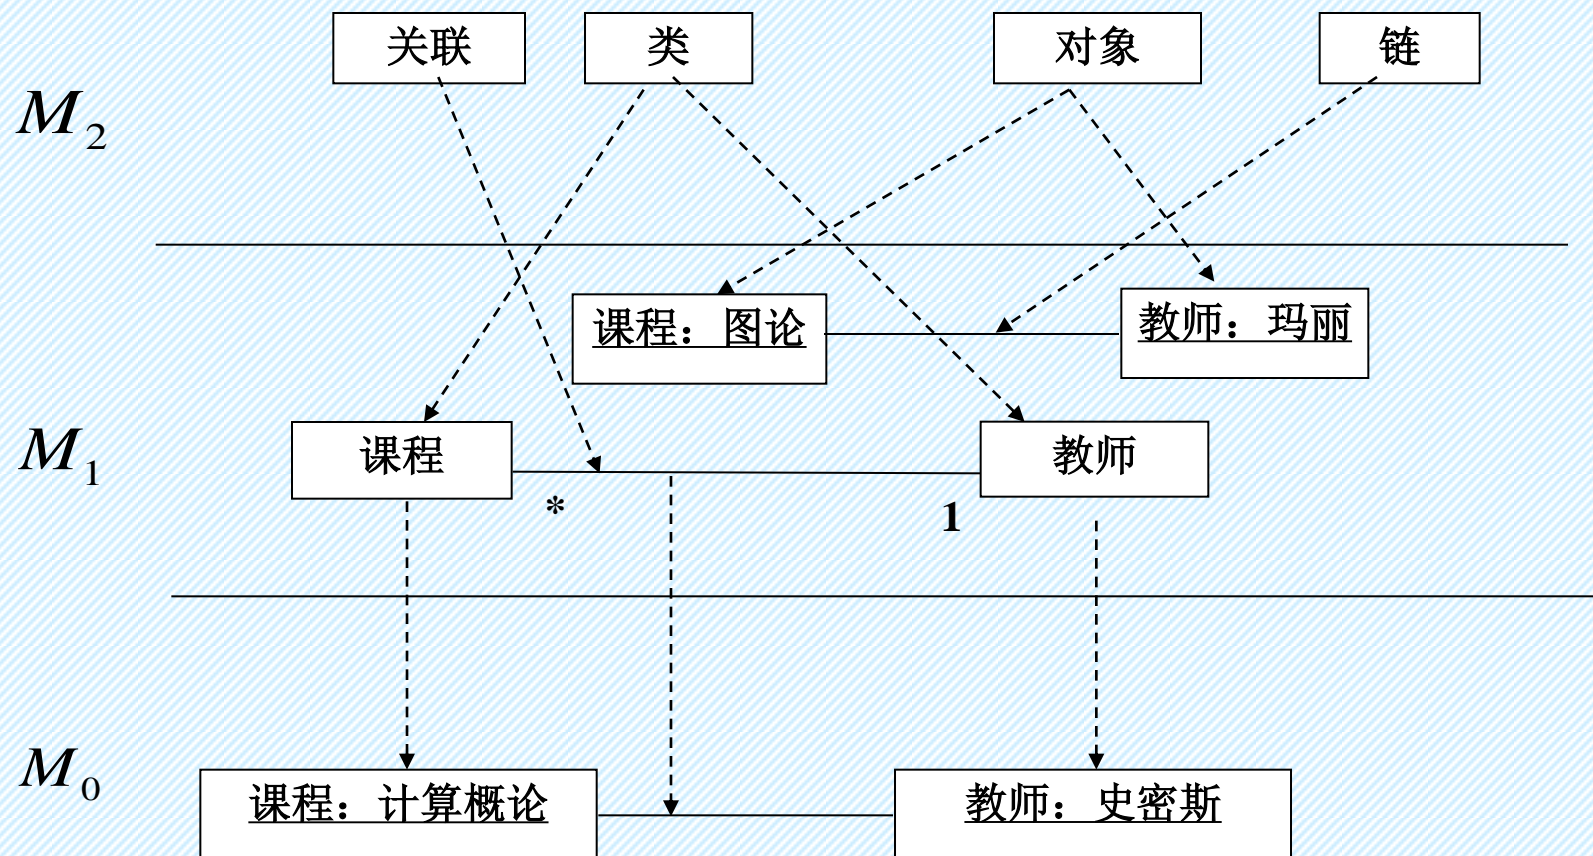 关联 类 对象 链
M2
课程：图论 教师：玛丽
课程 教师
M1
* 1
M0
课程：计算概论 教师：史密斯